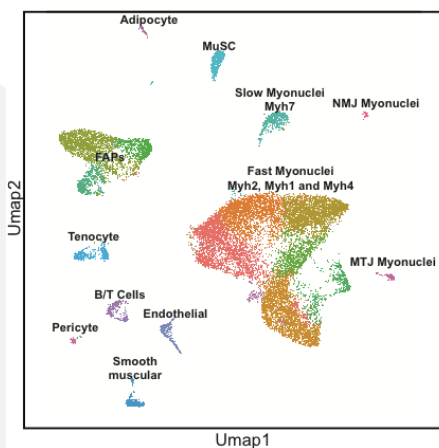 Adipocyte
MuSC
Slow Myonuclei
Myh7
NMJ Myonuclei
FAPs
Fast Myonuclei
Myh2, Myh1 and Myh4
Umap2
Tenocyte
MTJ Myonuclei
B/T Cells
Endothelial
Pericyte
Smooth
muscular
Umap1